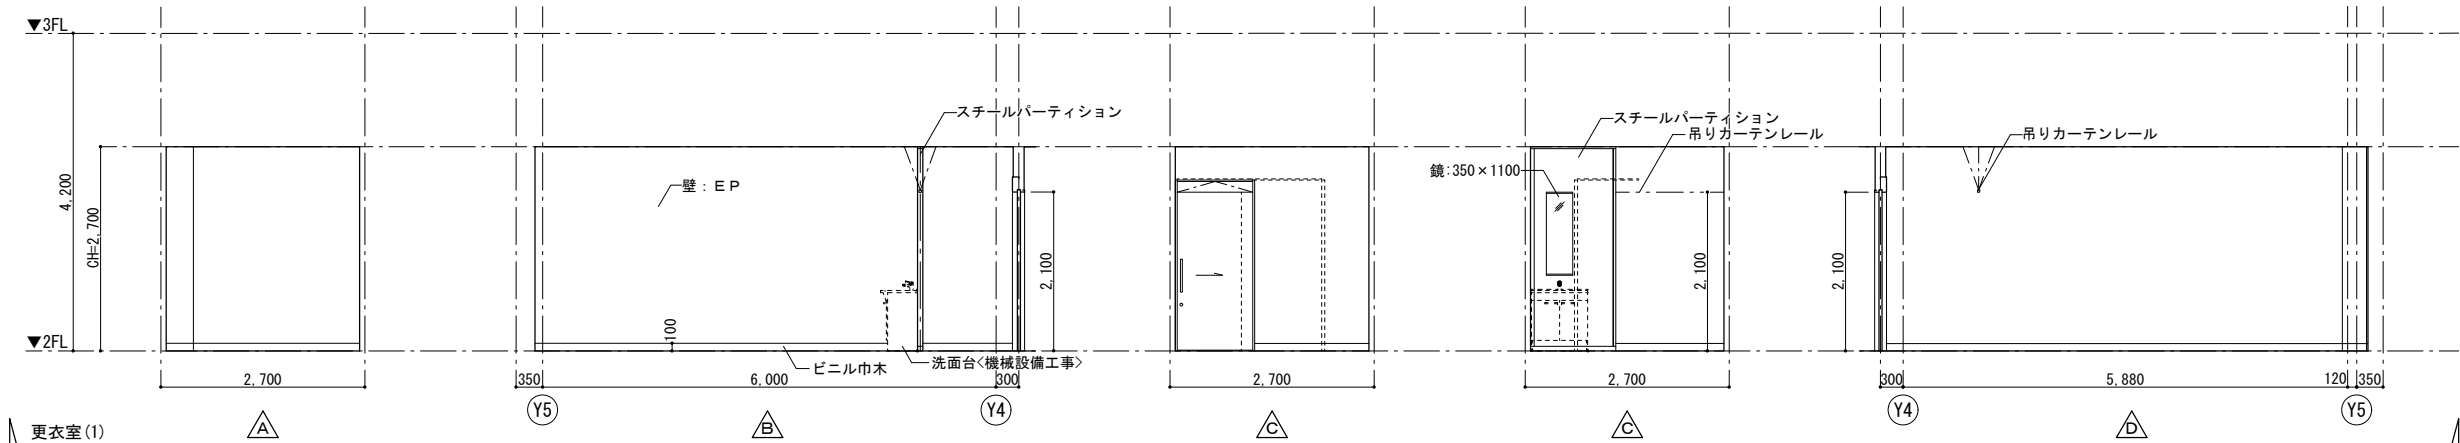 ▼3FL
4,200
CH=2,700
▼2FL
2,700
A
壁：ＥＰ
スチールパーティション
100
2,100
ビニル巾木
洗面台<機械設備工事>
350
6,000
300
Y5
B
Y4
2,700
C
スチールパーティション
吊りカーテンレール
鏡:350×1100
2,100
2,700
C
吊りカーテンレール
2,100
300
5,880
120
350
Y4
D
Y5
更衣室(1)